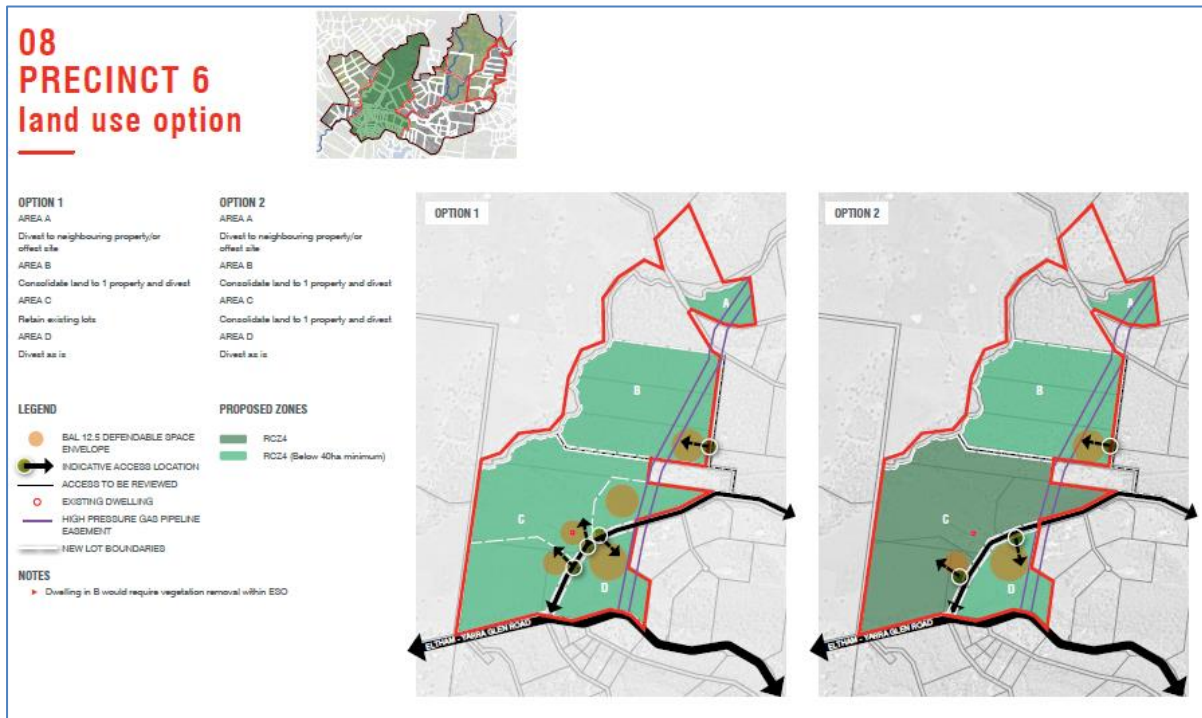 08
PRECINCT 6
land use option
OPTION 1
AREA A
Divest to neighbouring property/or
offest site
AREA B
Consolidate land to 1 property and divest
AREA C
Retain existing lots
AREA D
Divest as is
OPTION 2
AREA A
Divest to neighbouring property/or
offest site
AREA B
Consolidate land to 1 property and divest
AREA C
Consolidate land to 1 property and divest
AREA D
Divest as is
LEGEND
BAL 12.5 DEFENDABLE SPACE
ENVELOPE
INDICATIVE ACCESS LOCATION
ACCESS TO BE REVIEWED
EXISTING DWELLING
HIGH PRESSURE GAS PIPELINE
EASEMENT
NEW LOT BOUNDARIES
PROPOSED ZONES
RCZ4
RCZ4 (Below 40ha minimum)
NOTES
Dwelling in B would require vegetation removal within ESO
OPTION 1
A
B
C
D
ELTHAM - YARRA GLEN ROAD
OPTION 2
A
B
C
D
ELTHAM - YARRA GLEN ROAD